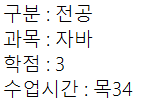 구분 : 전공
과목 : 자바
학점 : 3
수업시간 : 목34